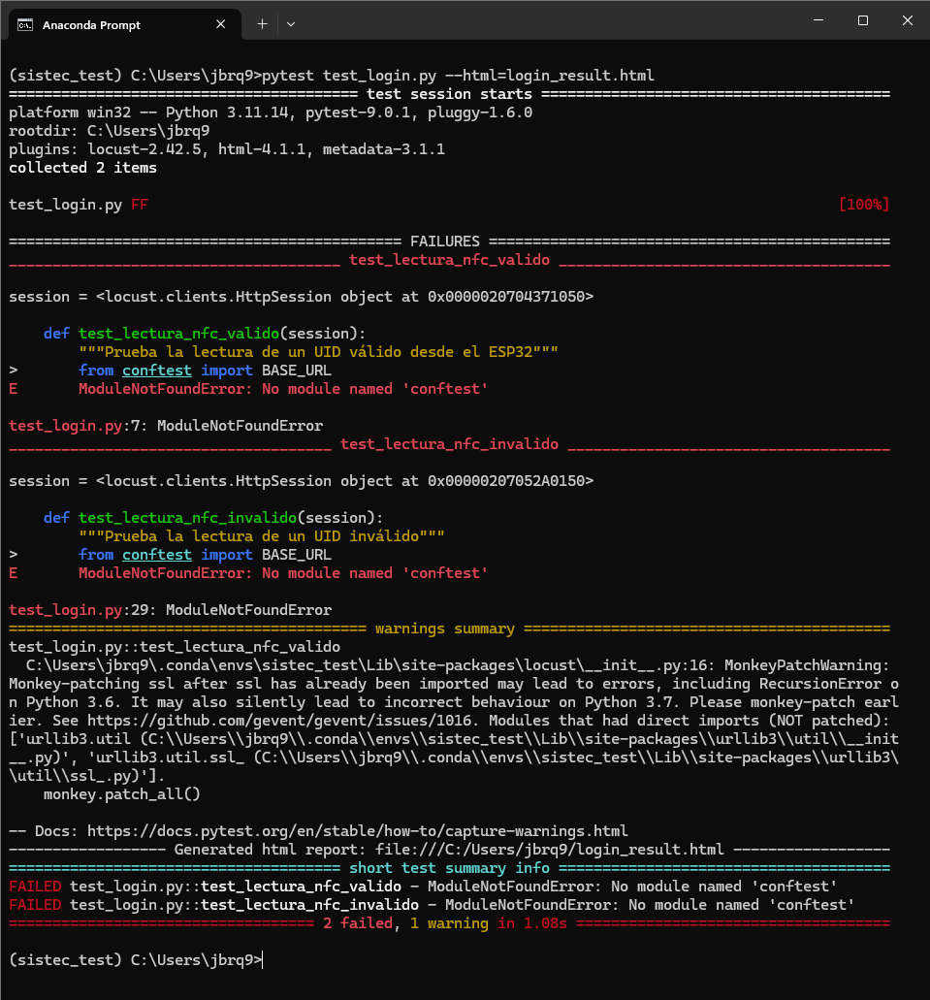 Anaconda Prompt
(sistec_test) C:\Users\jbrq9>pytest test_login.py --html=login_result.html
======================================== test session starts ========================================
platform win32 -- Python 3.11.14, pytest-9.0.1, pluggy-1.6.0
rootdir: C:\Users\jbrq9
plugins: locust-2.42.5, html-4.1.1, metadata-3.1.1
collected 2 items
test_login.py FF [100%]
============================================= FAILURES ==============================================
______________________________________ test_lectura_nfc_valido ______________________________________
session = <locust.clients.HttpSession object at 0x0000020704371050>
    def test_lectura_nfc_valido(session):
        """Prueba la lectura de un UID válido desde el ESP32"""
>       from conftest import BASE_URL
E       ModuleNotFoundError: No module named 'conftest'
test_login.py:7: ModuleNotFoundError
_____________________________________ test_lectura_nfc_invalido _____________________________________
session = <locust.clients.HttpSession object at 0x00000207052A0150>
    def test_lectura_nfc_invalido(session):
        """Prueba la lectura de un UID inválido"""
>       from conftest import BASE_URL
E       ModuleNotFoundError: No module named 'conftest'
test_login.py:29: ModuleNotFoundError
========================================= warnings summary ==========================================
test_login.py::test_lectura_nfc_valido
  C:\Users\jbrq9\.conda\envs\sistec_test\Lib\site-packages\locust\__init__.py:16: MonkeyPatchWarning:
Monkey-patching ssl after ssl has already been imported may lead to errors, including RecursionError o
n Python 3.6. It may also silently lead to incorrect behaviour on Python 3.7. Please monkey-patch earl
ier. See https://github.com/gevent/gevent/issues/1016. Modules that had direct imports (NOT patched):
['urllib3.util (C:\\Users\\jbrq9\\.conda\\envs\\sistec_test\\Lib\\site-packages\\urllib3\\util\\__init
__.py)', 'urllib3.util.ssl_ (C:\\Users\\jbrq9\\.conda\\envs\\sistec_test\\Lib\\site-packages\\urllib3\
\util\\ssl_.py)'].
    monkey.patch_all()
-- Docs: https://docs.pytest.org/en/stable/how-to/capture-warnings.html
------------------ Generated html report: file:///C:/Users/jbrq9/login_result.html ------------------
====================================== short test summary info ======================================
FAILED test_login.py::test_lectura_nfc_valido - ModuleNotFoundError: No module named 'conftest'
FAILED test_login.py::test_lectura_nfc_invalido - ModuleNotFoundError: No module named 'conftest'
=================================== 2 failed, 1 warning in 1.08s ====================================
(sistec_test) C:\Users\jbrq9>